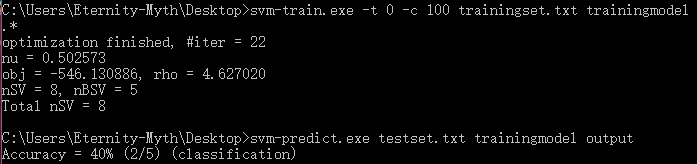 C:\Users\Eternity-Myth\Desktop>svm-train.exe -t 0 -c 100 trainingset.txt trainingmodel
.*
optimization finished, #iter = 22
nu = 0.502573
obj = -546.130886, rho = 4.627020
nSV = 8, nBSV = 5
Total nSV = 8
C:\Users\Eternity-Myth\Desktop>svm-predict.exe testset.txt trainingmodel output
Accuracy = 40% (2/5) (classification)